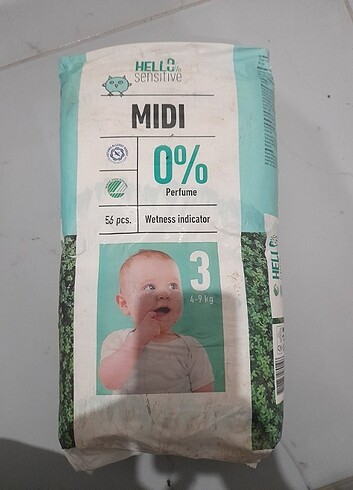 HELLO
sensitive
MIDI
0%
Perfume
56 pcs.
Wetness indicator
3
4-9 kg
HELLO